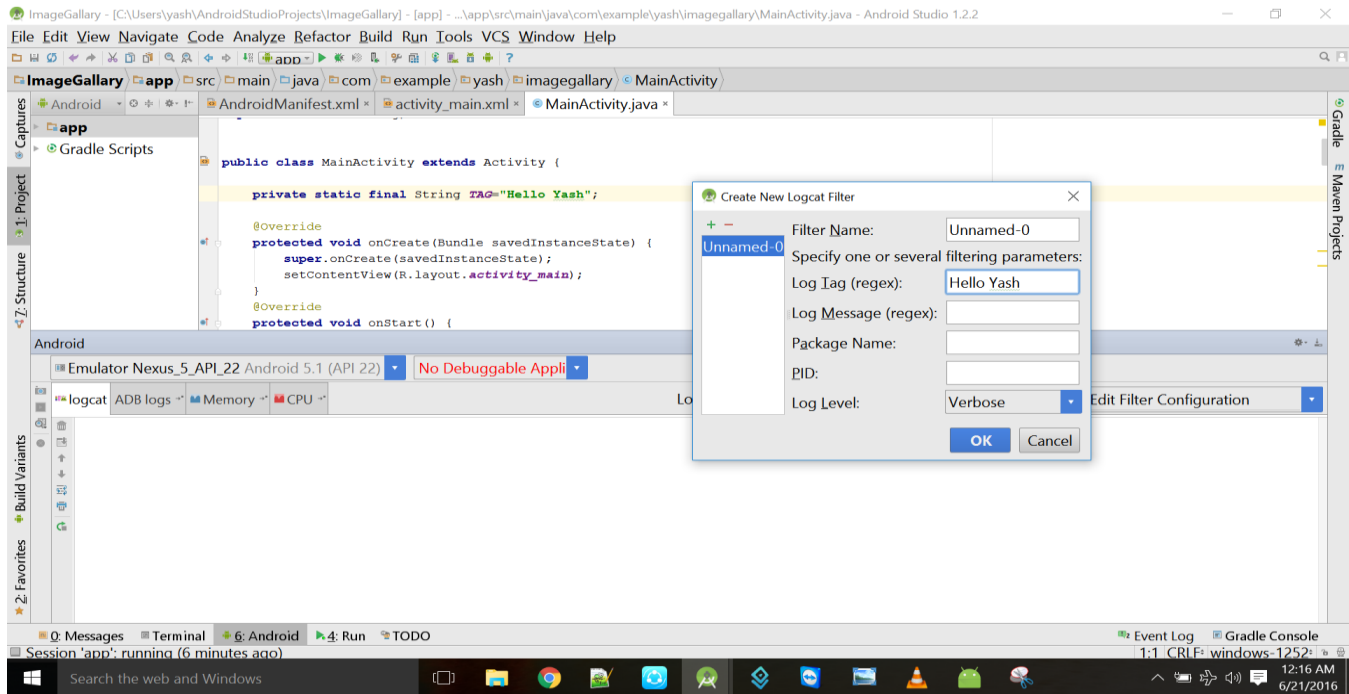 ImageGallary - [C:\Users\yash\AndroidStudioProjects\ImageGallary] - [app] - ...\app\src\main\java\com\example\yash\imagegallary\MainActivity.java - Android Studio 1.2.2
File Edit View Navigate Code Analyze Refactor Build Run Tools VCS Window Help
app
ImageGallary app src main java com example yash imagegallary MainActivity
Captures
1: Project
Z: Structure
Build Variants
2: Favorites
Android
AndroidManifest.xml activity_main.xml MainActivity.java
app
Gradle Scripts
public class MainActivity extends Activity {
private static final String TAG="Hello Yash";
@Override
protected void onCreate(Bundle savedInstanceState) {
super.onCreate(savedInstanceState);
setContentView(R.layout.activity_main);
}
@Override
protected void onStart() {
Gradle
Maven Projects
Create New Logcat Filter
Unnamed-0
Filter Name: Unnamed-0
Specify one or several filtering parameters:
Log Tag (regex): Hello Yash
Log Message (regex):
Package Name:
PID:
Log Level: Verbose
OK Cancel
Android
Emulator Nexus_5_API_22 Android 5.1 (API 22) No Debuggable Appli
logcat ADB logs Memory CPU Lo Edit Filter Configuration
0: Messages Terminal 6: Android 4: Run TODO Event Log Gradle Console
Session 'app': running (6 minutes ago) 1:1 CRLF: windows-1252:
Search the web and Windows
12:16 AM
6/21/2016